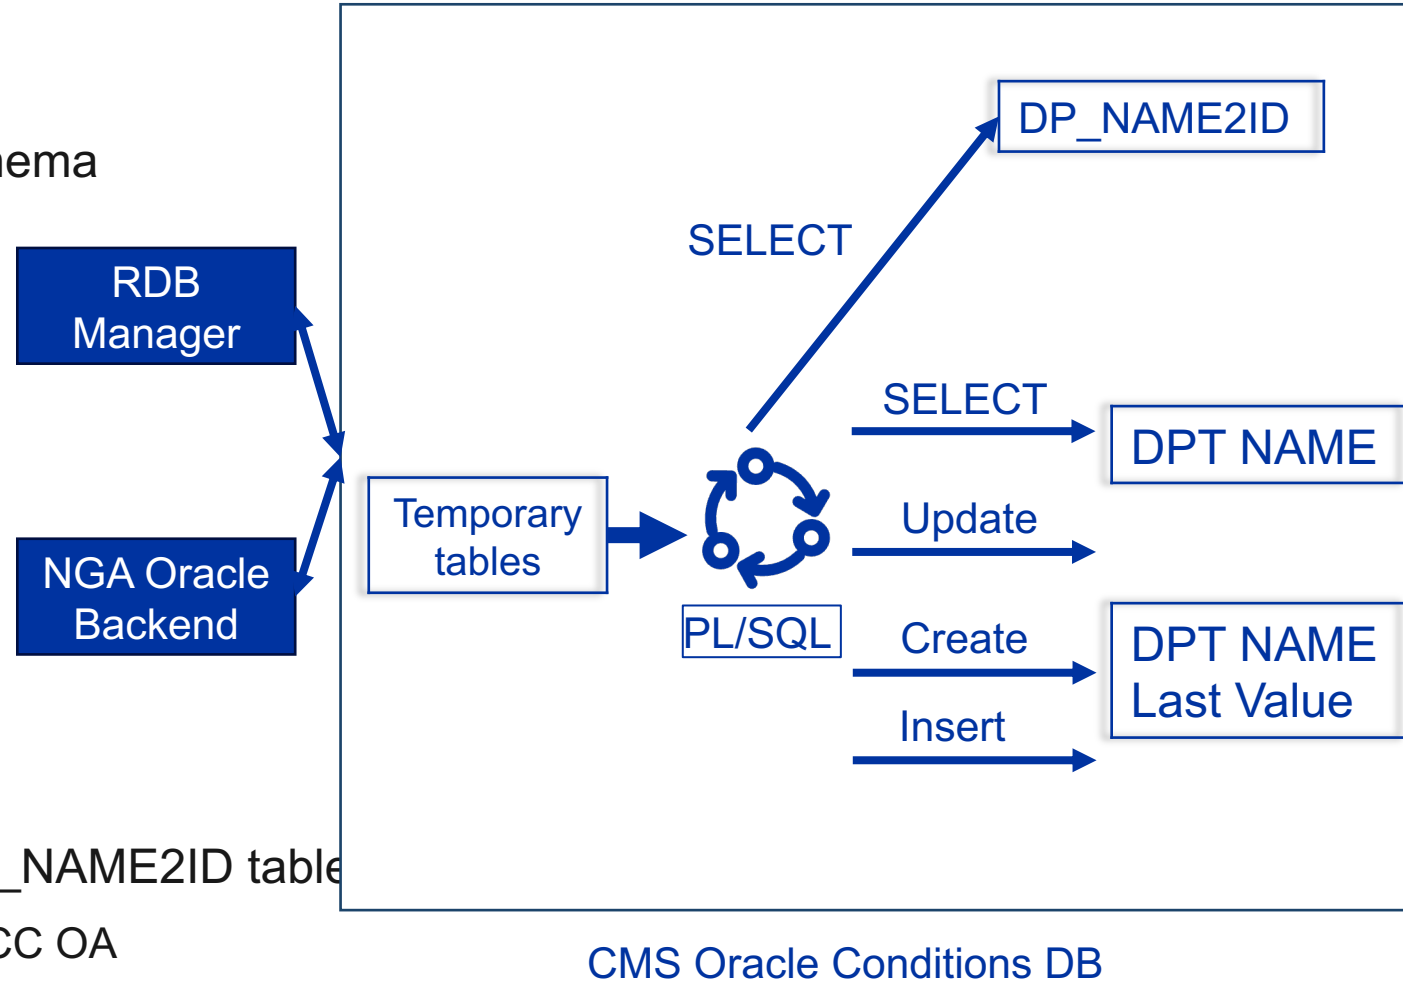 DP_NAME2ID
nema
SELECT
RDB
Manager
SELECT
DPT NAME
Temporary
tables
Update
NGA Oracle
Backend
PL/SQL
Create
DPT NAME
Last Value
Insert
_NAME2ID table
CC OA
CMS Oracle Conditions DB